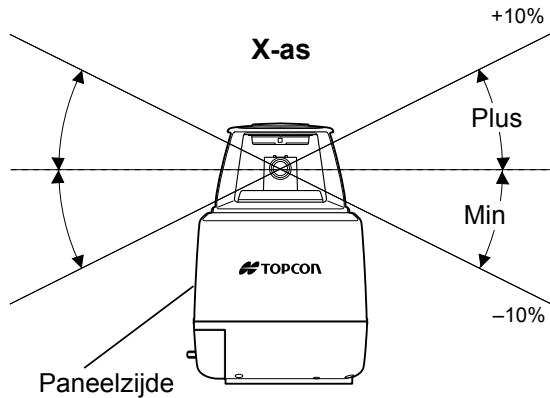 +10%
X-as
Plus
Min
TOPCON
–10%
Paneelzijde